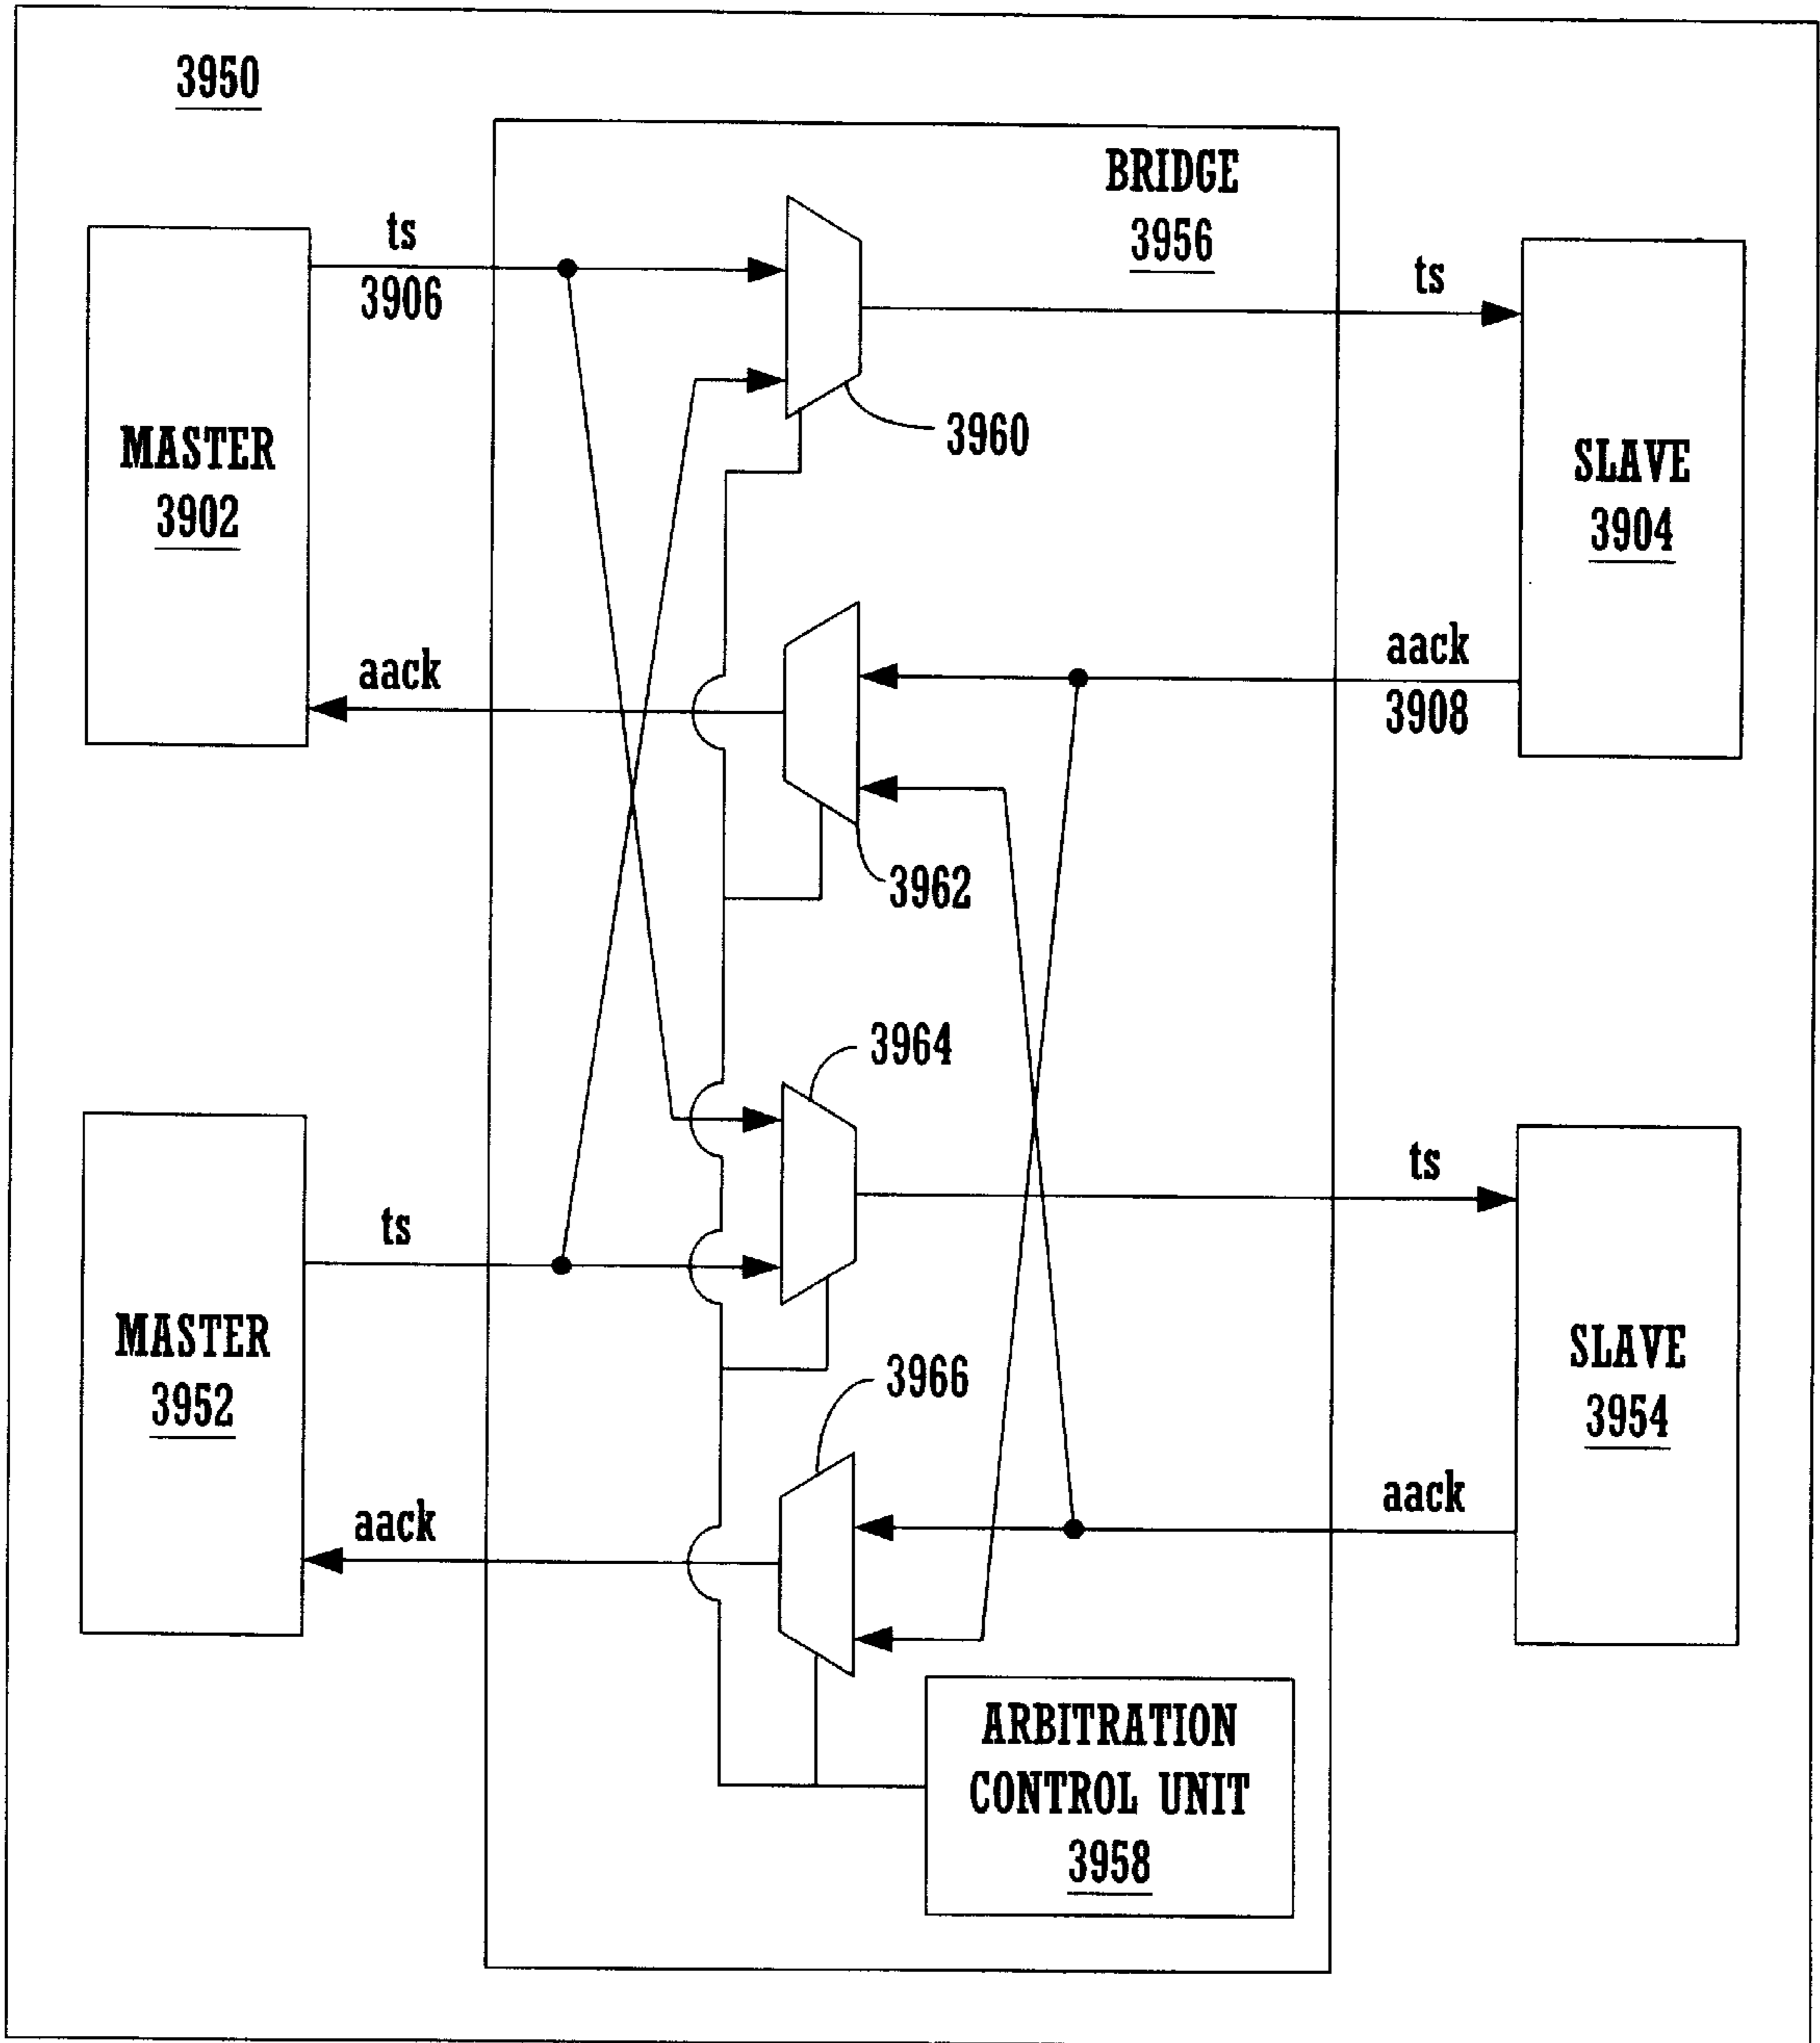 3950
BRIDGE
3956
ts
3906
ts
MASTER
3902
3960
SLAVE
3904
aack
aack
3908
3962
3964
ts
ts
MASTER
3952
3966
SLAVE
3954
aack
aack
ARBITRATION
CONTROL UNIT
3958